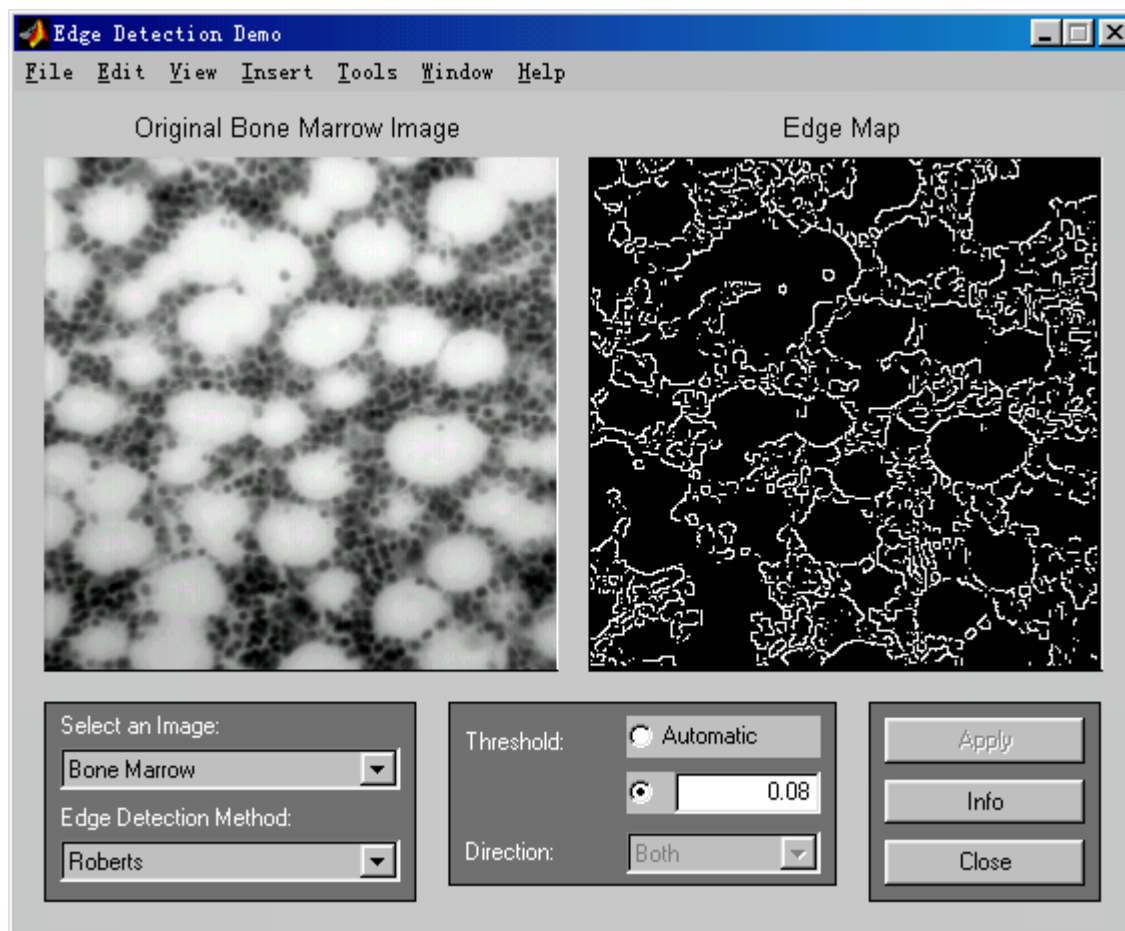 Edge Detection Demo
File Edit View Insert Tools Window Help
Original Bone Marrow Image
Edge Map
Select an Image:
Bone Marrow
Edge Detection Method:
Roberts
Threshold:
Automatic
0.08
Direction:
Both
Apply
Info
Close